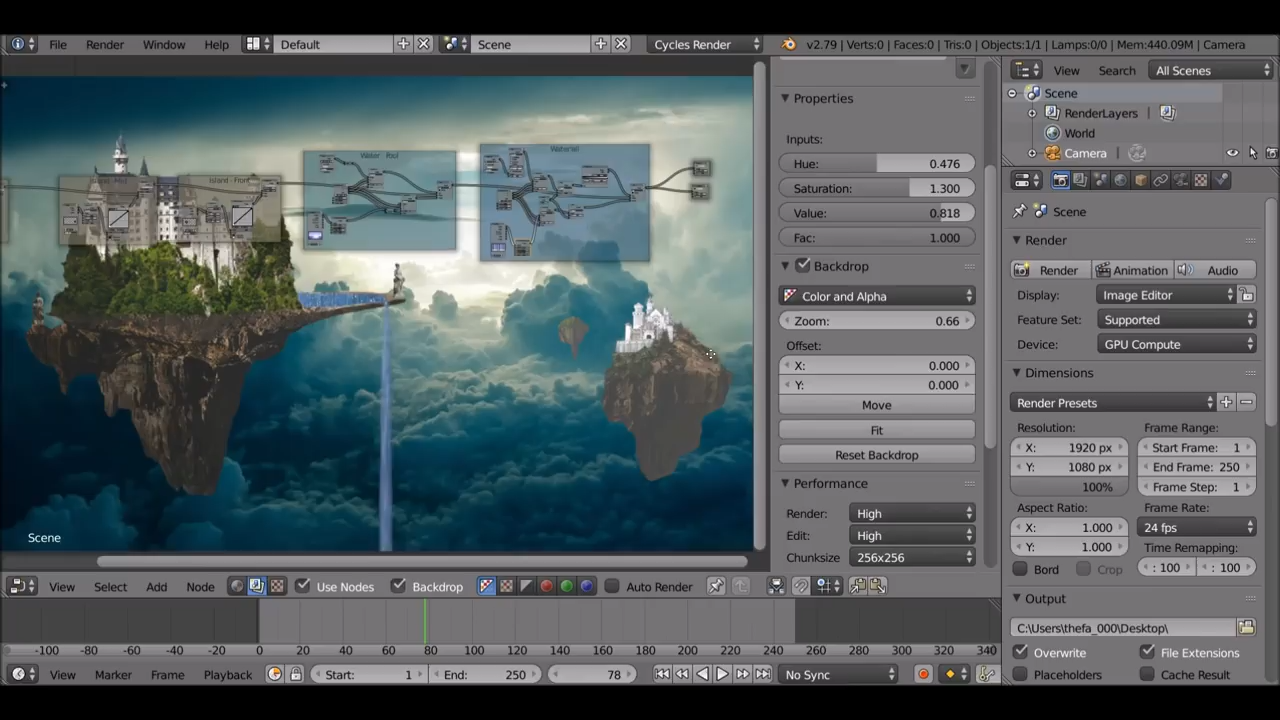 File Render Window Help Default Scene Cycles Render v2.79 | Verts:0 | Faces:0 | Tris:0 | Objects:1/1 | Lamps:0/0 | Mem:440.09M | Camera
View Search All Scenes
Scene
RenderLayers
World
Camera
Island - Front
Water - Pool
Waterfall
Scene
Properties
Inputs:
Hue: 0.476
Saturation: 1.300
Value: 0.818
Fac: 1.000
Backdrop
Color and Alpha
Zoom: 0.66
Offset:
X: 0.000
Y: 0.000
Move
Fit
Reset Backdrop
Performance
Render: High
Edit: High
Chunksize 256x256
Scene
Render
Render Animation Audio
Display: Image Editor
Feature Set: Supported
Device: GPU Compute
Dimensions
Render Presets
Resolution: Frame Range:
X: 1920 px Start Frame: 1
Y: 1080 px End Frame: 250
100% Frame Step: 1
Aspect Ratio: Frame Rate:
X: 1.000 24 fps
Y: 1.000 Time Remapping:
Bord Crop : 100 : 100
Output
C:\Users\thefa_000\Desktop\
Overwrite File Extensions
Placeholders Cache Result
View Select Add Node Use Nodes Backdrop Auto Render
-100 -80 -60 -40 -20 0 20 40 60 80 100 120 140 160 180 200 220 240 260 280 300 320 340
View Marker Frame Playback Start: 1 End: 250 78 No Sync